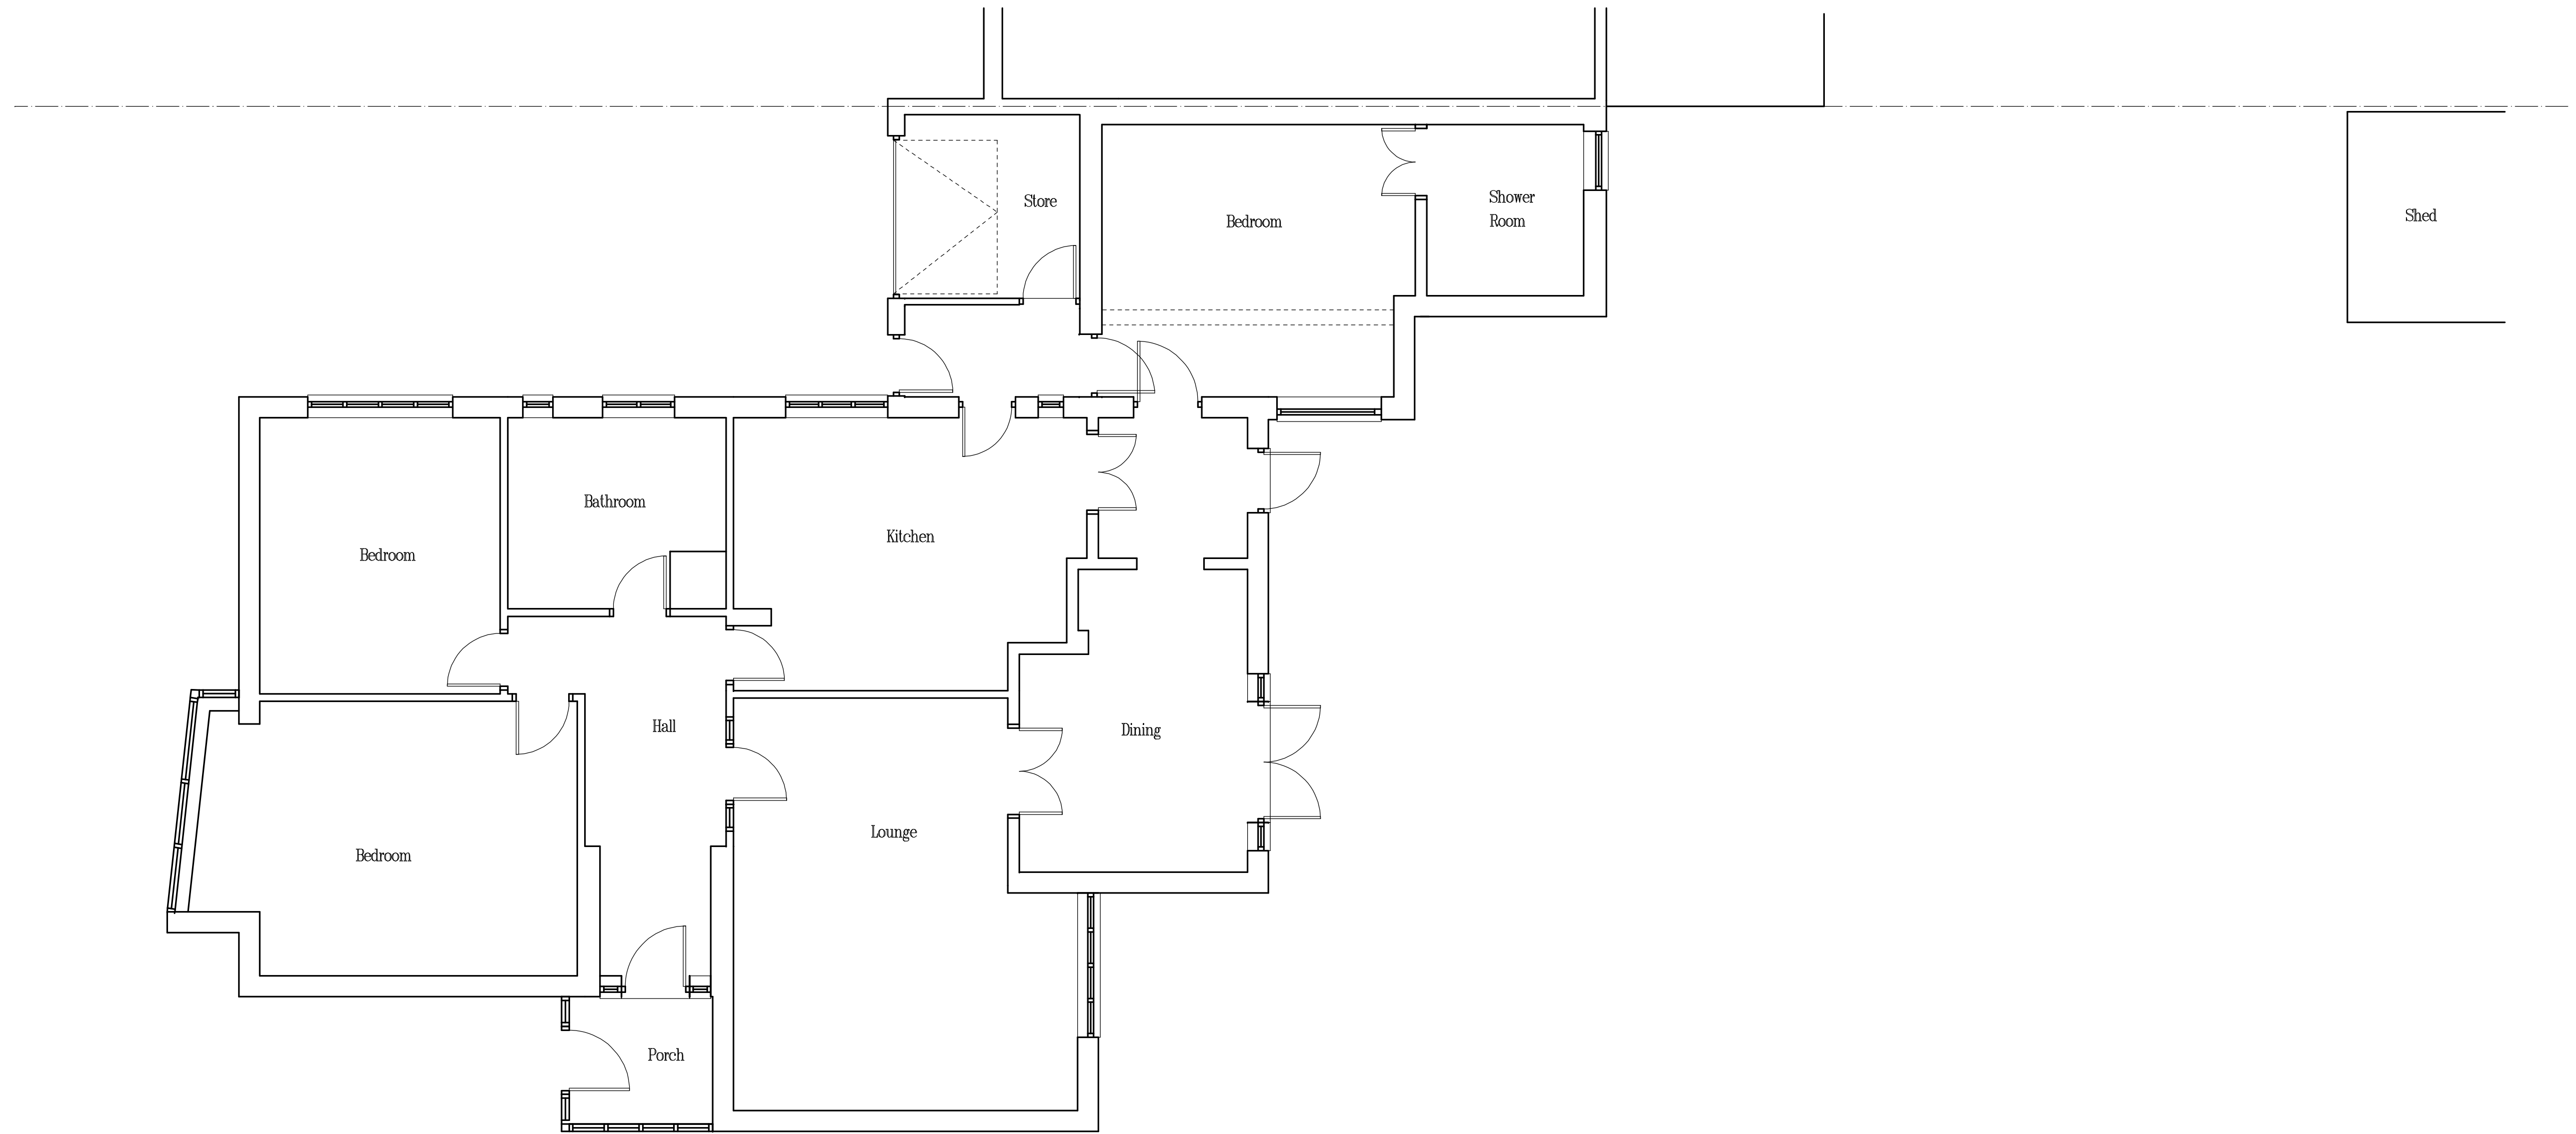 Store
Bedroom
Shower
Room
Shed
Bedroom
Bathroom
Kitchen
Hall
Dining
Bedroom
Lounge
Porch